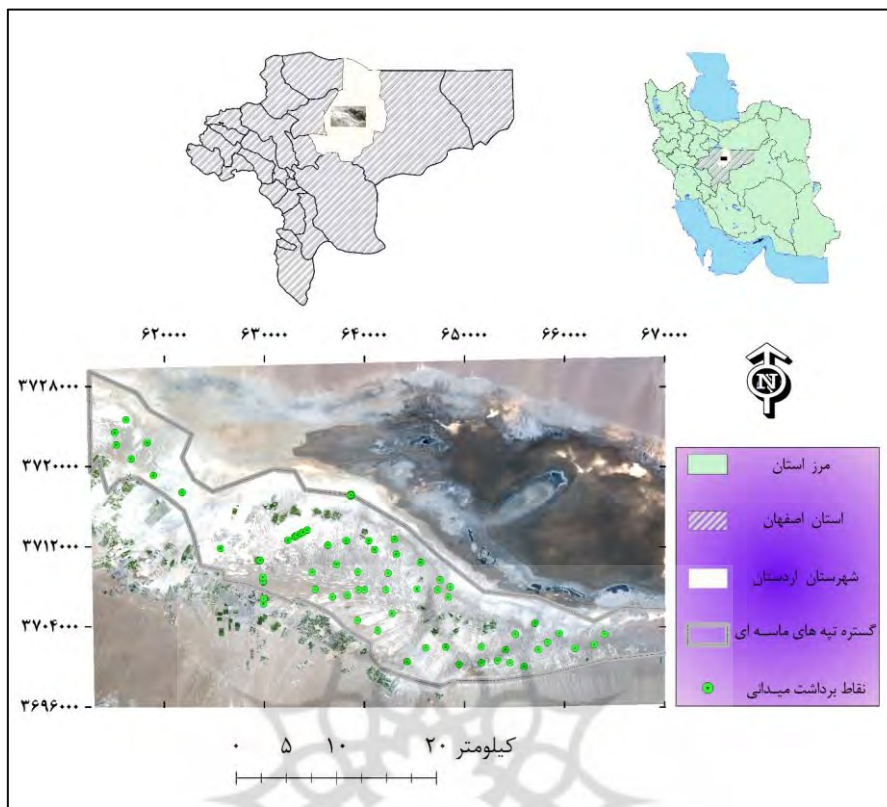 ۶۲۰۰۰۰ ۶۳۰۰۰۰ ۶۴۰۰۰۰ ۶۵۰۰۰۰ ۶۶۰۰۰۰ ۶۷۰۰۰۰
۳۷۲۸۰۰۰
۳۷۲۰۰۰۰
۳۷۱۲۰۰۰
۳۷۰۴۰۰۰
۳۶۹۶۰۰۰
N
مرز استان
استان اصفهان
شهرستان اردستان
گستره تپه های ماسه ای
نقاط برداشت میدانی
۰ ۵ ۱۰ ۲۰ کیلومتر